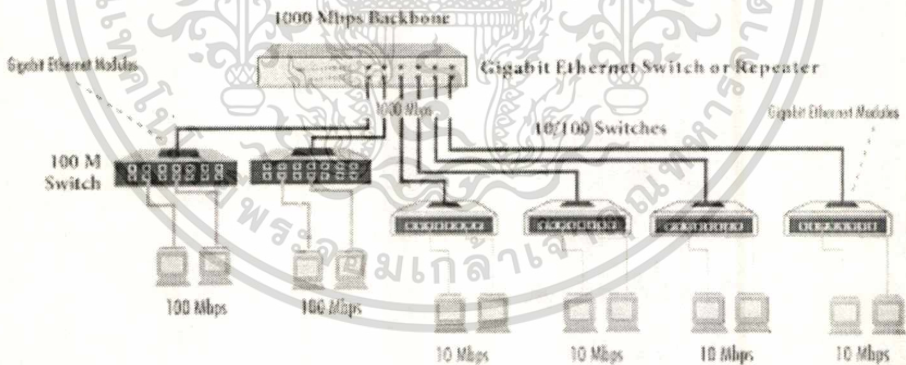 1000 Mbps Backbone
Gigabit Ethernet Modules
Gigabit Ethernet Switch or Repeater
1000 Mbps
10/100 Switches
Gigabit Ethernet Modules
100 M
Switch
100 Mbps
100 Mbps
10 Mbps
10 Mbps
10 Mbps
10 Mbps